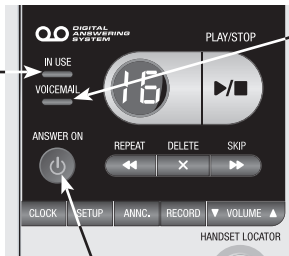 DIGITAL
ANSWERING
SYSTEM
PLAY/STOP
IN USE
16
VOICEMAIL
ANSWER ON
REPEAT DELETE SKIP
CLOCK SETUP ANNC. RECORD ▼ VOLUME ▲
HANDSET LOCATOR